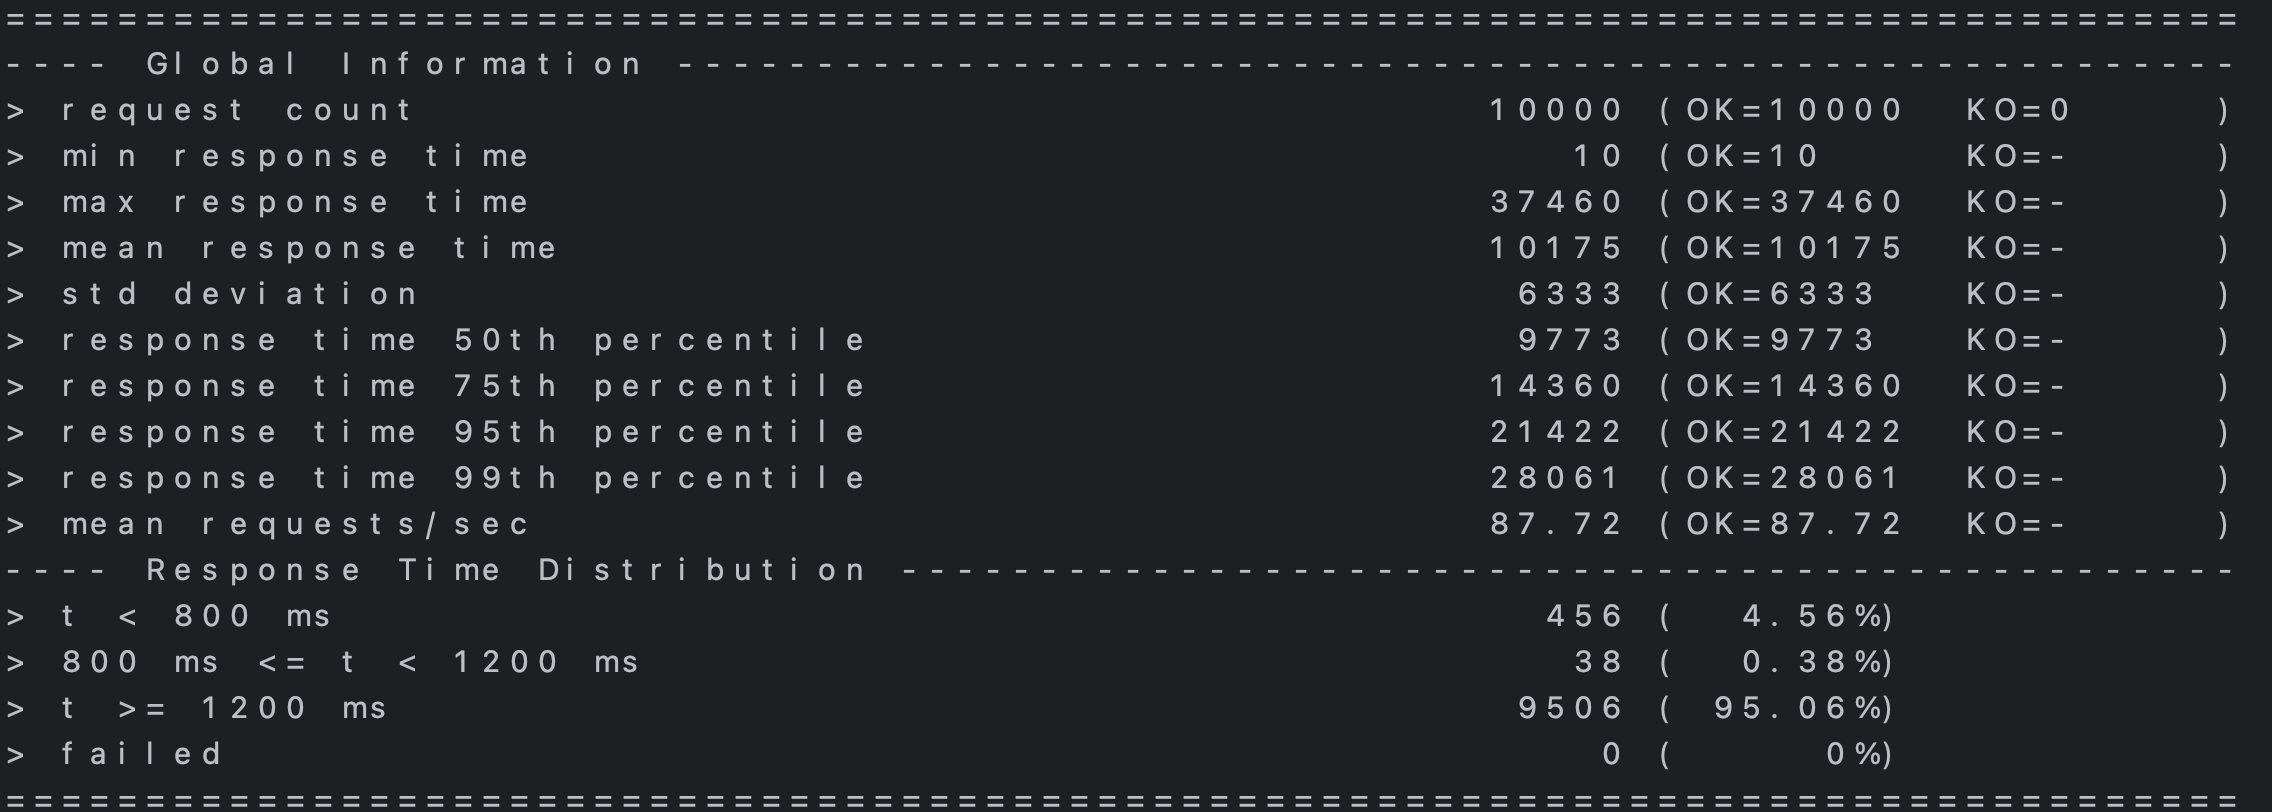 ================================================================================
---- Global Information --------------------------------------------------------
> request count                                      10000 (OK=10000  KO=0     )
> min response time                                     10 (OK=10     KO=-     )
> max response time                                  37460 (OK=37460  KO=-     )
> mean response time                                 10175 (OK=10175  KO=-     )
> std deviation                                       6333 (OK=6333   KO=-     )
> response time 50th percentile                       9773 (OK=9773   KO=-     )
> response time 75th percentile                      14360 (OK=14360  KO=-     )
> response time 95th percentile                      21422 (OK=21422  KO=-     )
> response time 99th percentile                      28061 (OK=28061  KO=-     )
> mean requests/sec                                  87.72 (OK=87.72  KO=-     )
---- Response Time Distribution ------------------------------------------------
> t < 800 ms                                           456 (  4.56%)
> 800 ms <= t < 1200 ms                                 38 (  0.38%)
> t >= 1200 ms                                        9506 ( 95.06%)
> failed                                                 0 (     0%)
================================================================================